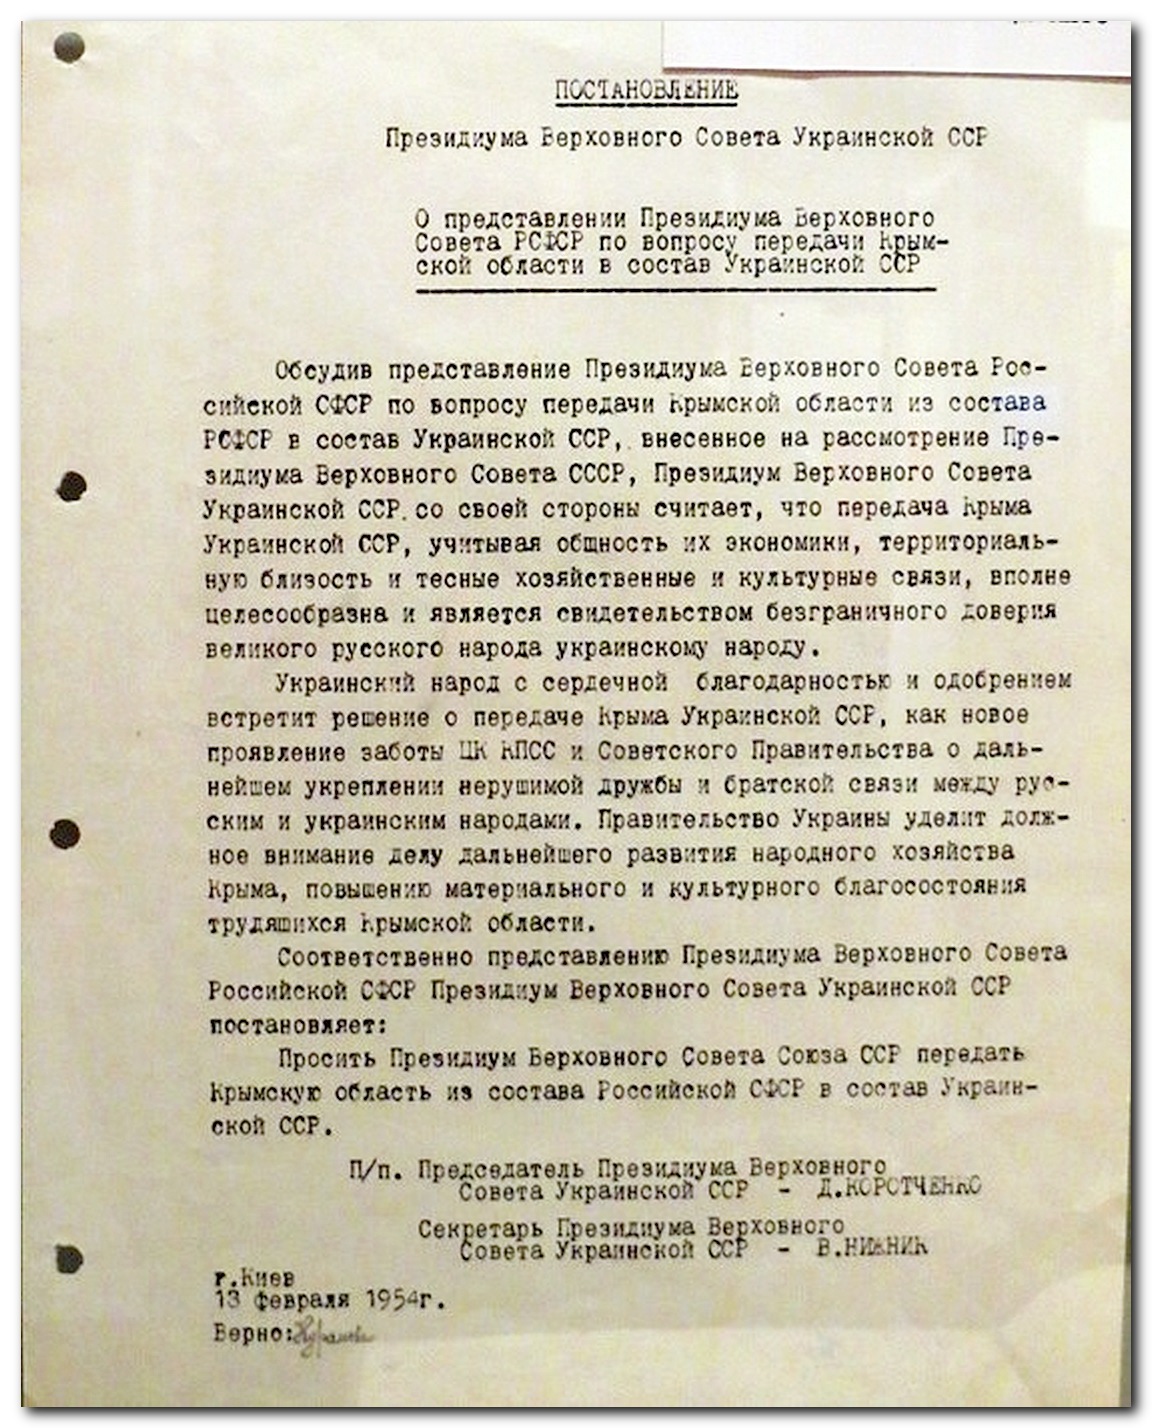 ПОСТАНОВЛЕНИЕ
Президиума Верховного Совета Украинской ССР
О представлении Президиума Верховного
Совета РСФСР по вопросу передачи Крым-
ской области в состав Украинской ССР
Обсудив представление Президиума Верховного Совета Рос-
сийской СФСР по вопросу передачи Крымской области из состава
РСФСР в состав Украинской ССР, внесенное на рассмотрение Пре-
зидиума Верховного Совета СССР, Президиум Верховного Совета
Украинской ССР со своей стороны считает, что передача Крыма
Украинской ССР, учитывая общность их экономики, территориаль-
ную близость и тесные хозяйственные и культурные связи, вполне
целесообразна и является свидетельством безграничного доверия
великого русского народа украинскому народу.
Украинский народ с сердечной благодарностью и одобрением
встретит решение о передаче Крыма Украинской ССР, как новое
проявление заботы ЦК КПСС и Советского Правительства о даль-
нейшем укреплении нерушимой дружбы и братской связи между рус-
ским и украинским народами. Правительство Украины уделит долж-
ное внимание делу дальнейшего развития народного хозяйства
Крыма, повышению материального и культурного благосостояния
трудящихся Крымской области.
Соответственно представлению Президиума Верховного Совета
Российской СФСР Президиум Верховного Совета Украинской ССР
постановляет:
Просить Президиум Верховного Совета Союза ССР передать
Крымскую область из состава Российской СФСР в состав Украин-
ской ССР.
П/п. Председатель Президиума Верховного
Совета Украинской ССР - Д.КОРОТЧЕНКО
Секретарь Президиума Верховного
Совета Украинской ССР - В.НИЖНИК
г.Киев
13 февраля 1954г.
Верно: